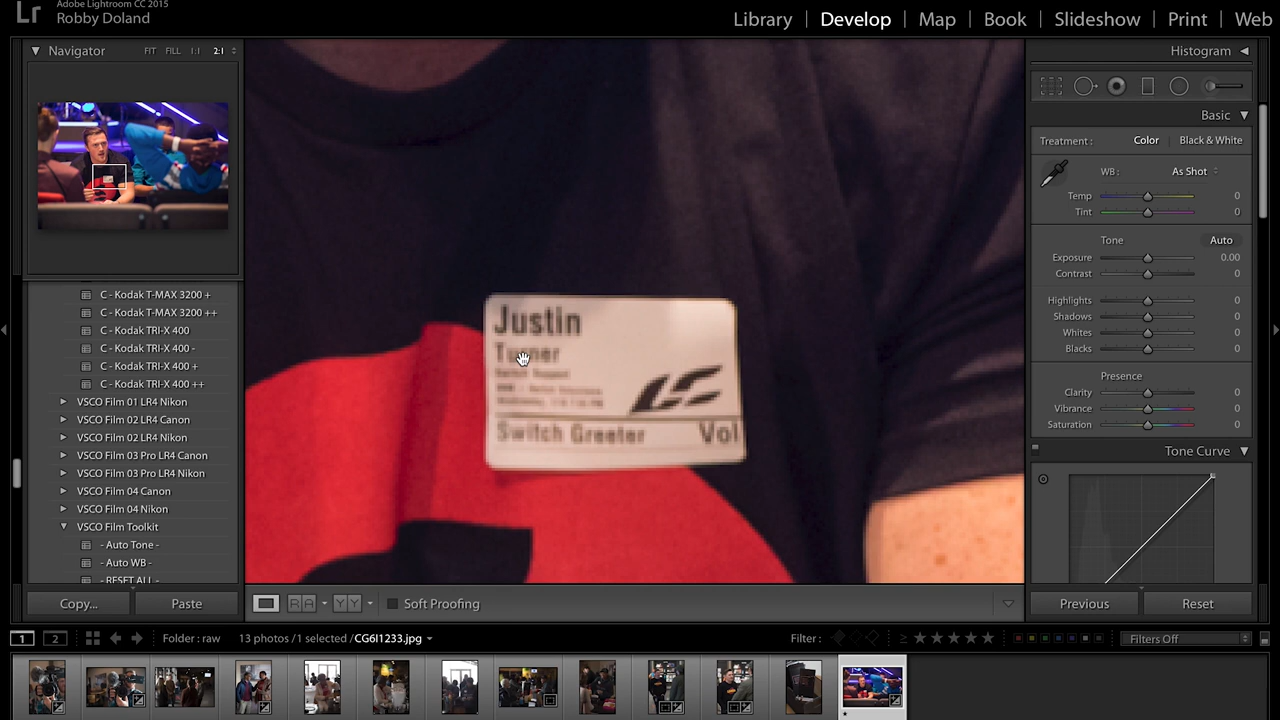 Lr
Adobe Lightroom CC 2015
Robby Doland
Library | Develop | Map | Book | Slideshow | Print | Web
Navigator FIT FILL 1:1 2:1
C - Kodak T-MAX 3200 +
C - Kodak T-MAX 3200 ++
C - Kodak TRI-X 400
C - Kodak TRI-X 400 -
C - Kodak TRI-X 400 +
C - Kodak TRI-X 400 ++
VSCO Film 01 LR4 Nikon
VSCO Film 02 LR4 Canon
VSCO Film 02 LR4 Nikon
VSCO Film 03 Pro LR4 Canon
VSCO Film 03 Pro LR4 Nikon
VSCO Film 04 Canon
VSCO Film 04 Nikon
VSCO Film Toolkit
- Auto Tone -
- Auto WB -
- RESET ALL -
Copy... Paste
Justin
Switch Greeter Vol
Histogram
Basic
Treatment : Color Black & White
WB : As Shot
Temp 0
Tint 0
Tone Auto
Exposure 0.00
Contrast 0
Highlights 0
Shadows 0
Whites 0
Blacks 0
Presence
Clarity 0
Vibrance 0
Saturation 0
Tone Curve
Previous Reset
RA YY Soft Proofing
1 2 Folder : raw 13 photos / 1 selected / CG6I1233.jpg Filter : Filters Off